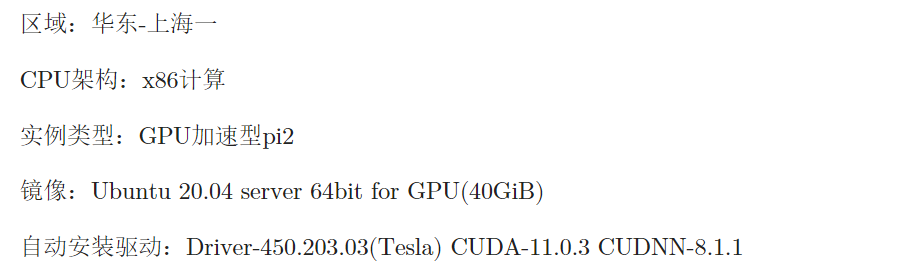 区域：华东-上海一
CPU架构：x86计算
实例类型：GPU加速型pi2
镜像：Ubuntu 20.04 server 64bit for GPU(40GiB)
自动安装驱动：Driver-450.203.03(Tesla) CUDA-11.0.3 CUDNN-8.1.1